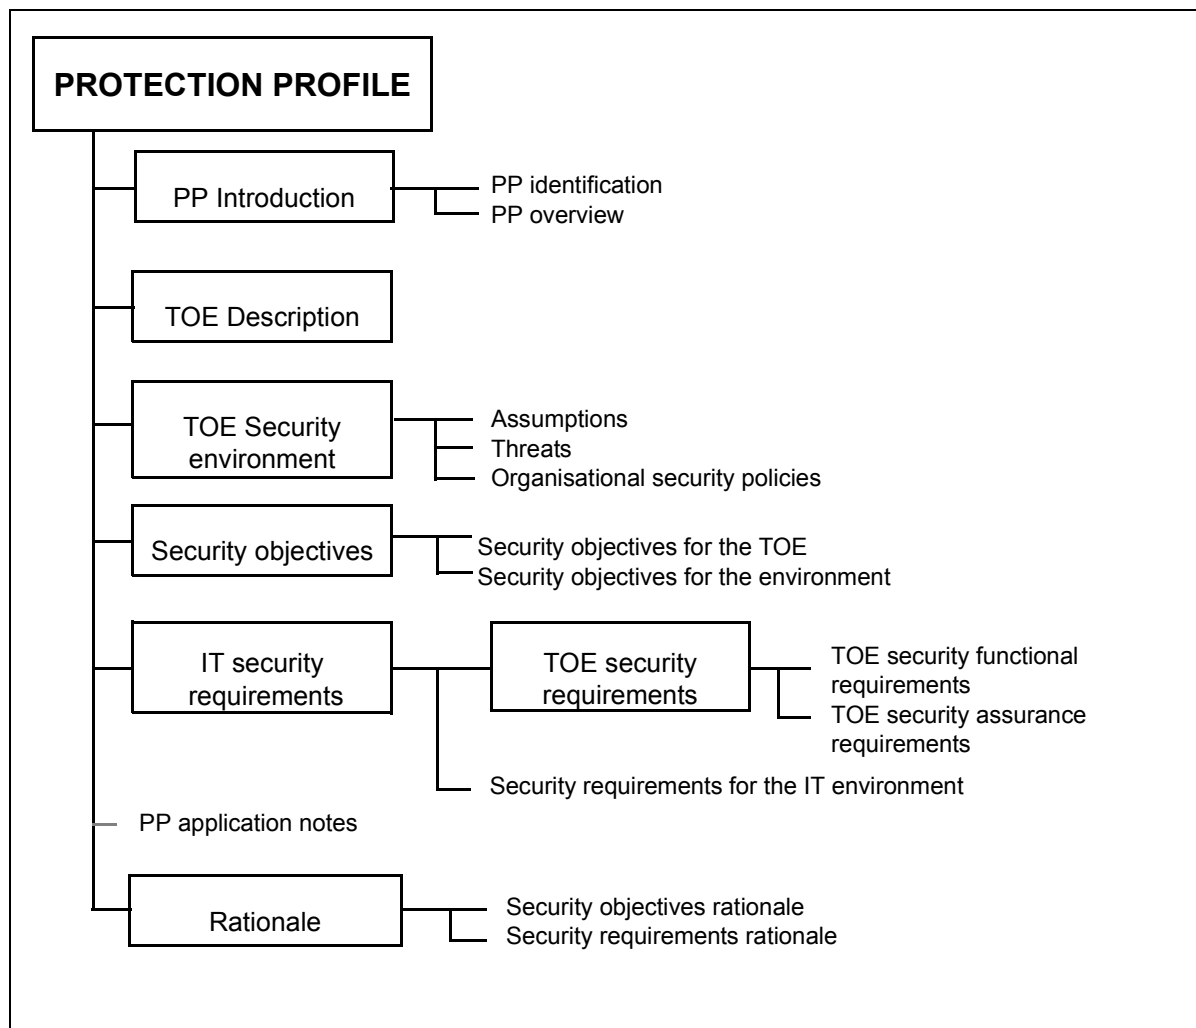 PROTECTION PROFILE
PP Introduction
PP identification
PP overview
TOE Description
TOE Security
environment
Assumptions
Threats
Organisational security policies
Security objectives
Security objectives for the TOE
Security objectives for the environment
IT security
requirements
TOE security
requirements
TOE security functional
requirements
TOE security assurance
requirements
Security requirements for the IT environment
PP application notes
Rationale
Security objectives rationale
Security requirements rationale